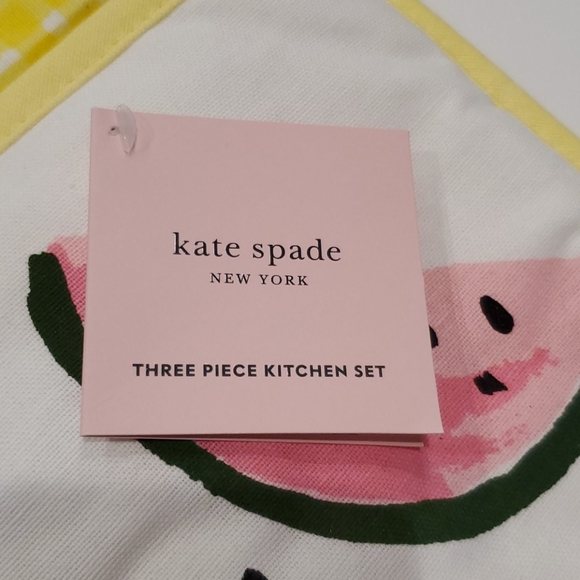 kate spade
NEW YORK
THREE PIECE KITCHEN SET